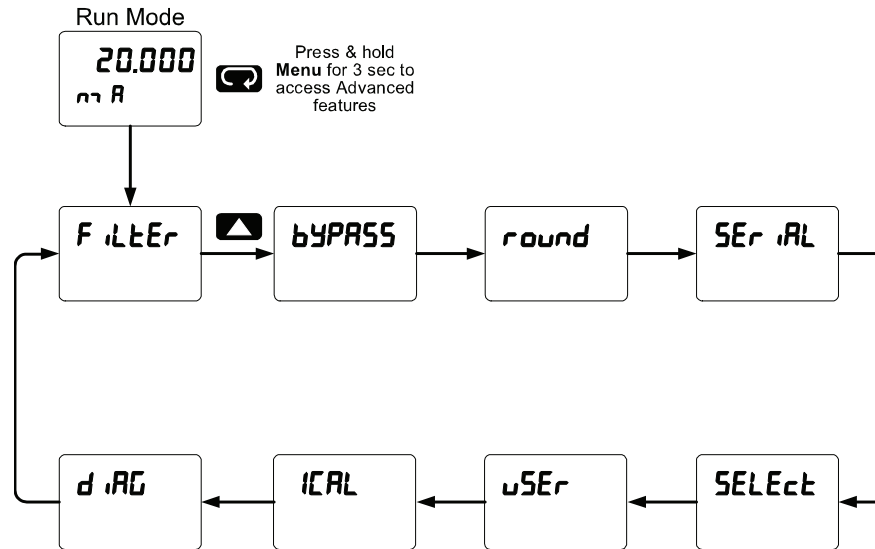 Run Mode
20.000
mA
Press & hold
Menu for 3 sec to
access Advanced
features
FiLtEr
bYPASS
round
SEriAL
diAG
ICAL
uSEr
SELEct